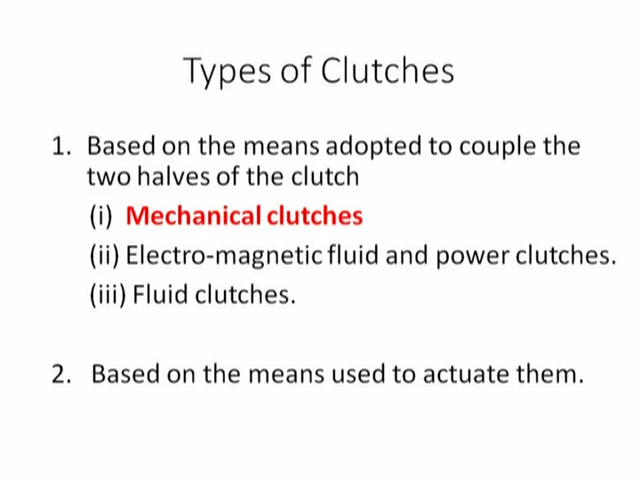 Types of Clutches
1. Based on the means adopted to couple the
two halves of the clutch
(i) Mechanical clutches
(ii) Electro-magnetic fluid and power clutches.
(iii) Fluid clutches.
2. Based on the means used to actuate them.